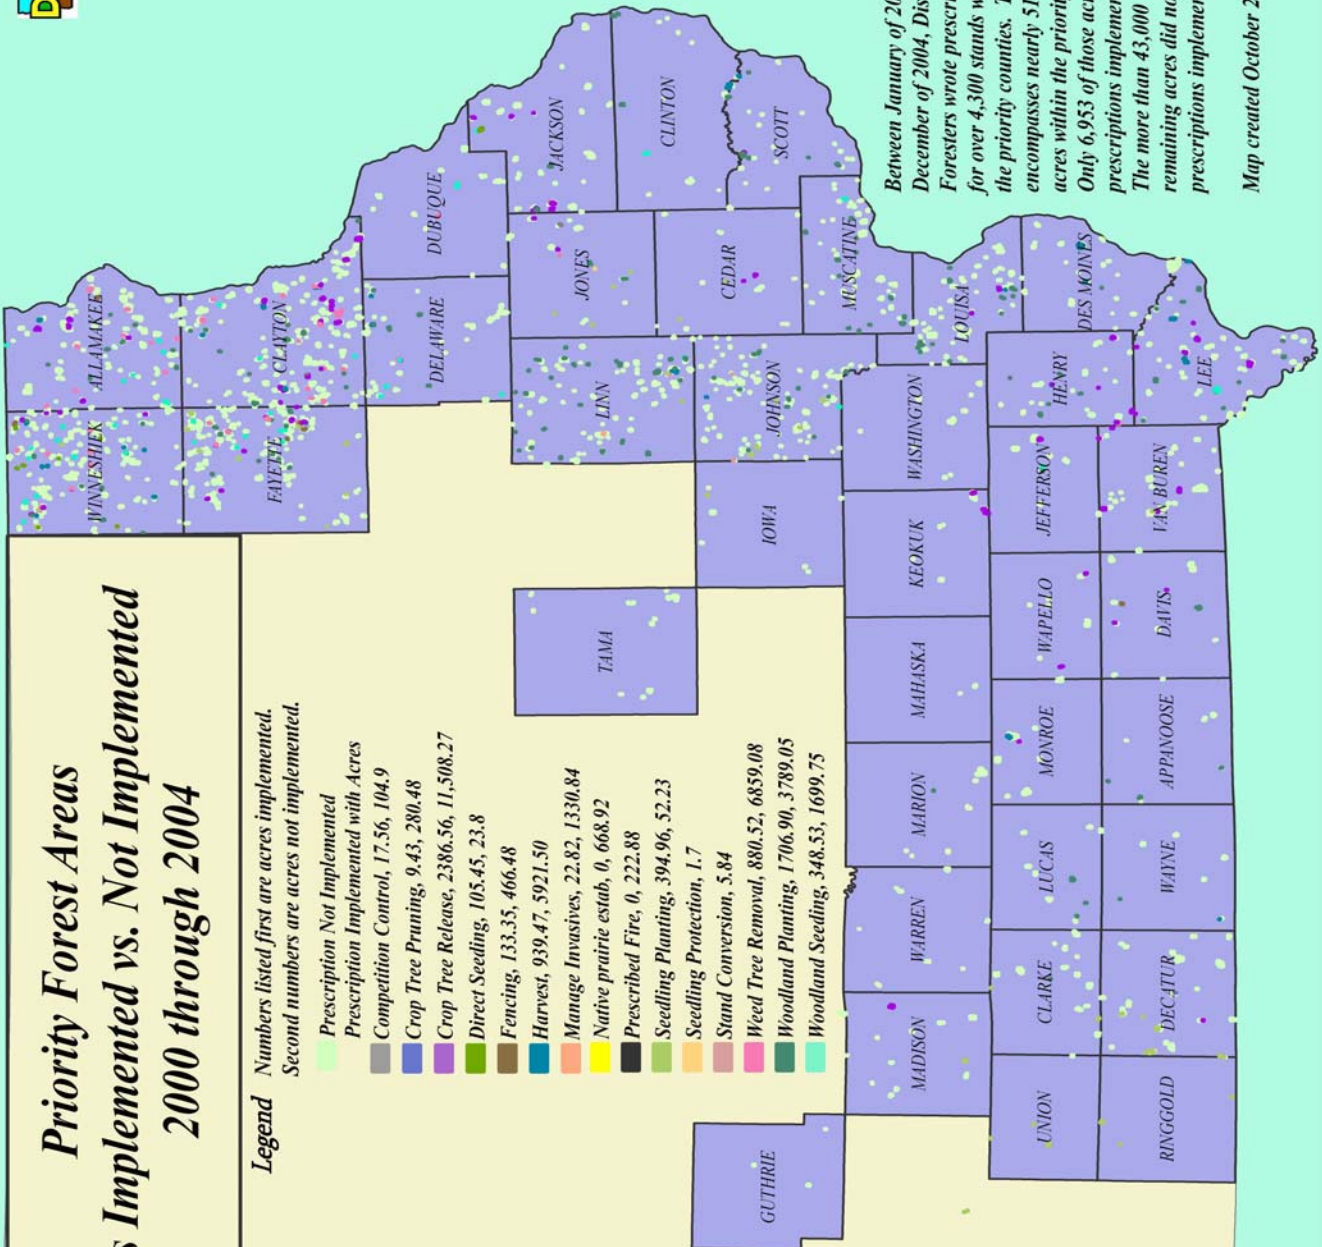 Priority Forest Areas
Implemented vs. Not Implemented
2000 through 2004
Legend
Numbers listed first are acres implemented.
Second numbers are acres not implemented.
Prescription Not Implemented
Prescription Implemented with Acres
Competition Control, 17.56, 104.9
Crop Tree Pruning, 9.43, 280.48
Crop Tree Release, 2386.56, 11,508.27
Direct Seeding, 105.45, 23.8
Fencing, 133.35, 466.48
Harvest, 939.47, 5921.50
Manage Invasives, 22.82, 1330.84
Native prairie estab, 0, 668.92
Prescribed Fire, 0, 222.88
Seedling Planting, 394.96, 52.23
Seedling Protection, 1.7
Stand Conversion, 5.84
Weed Tree Removal, 880.52, 6859.08
Woodland Planting, 1706.90, 3789.05
Woodland Seeding, 348.53, 1699.75
WINNESHIEK
ALLAMAKEE
FAYETTE
CLAYTON
DELAWARE
DUBUQUE
TAMA
LINN
JONES
JACKSON
CLINTON
GUTHRIE
IOWA
JOHNSON
CEDAR
SCOTT
MUSCATINE
MADISON
WARREN
MARION
MAHASKA
KEOKUK
WASHINGTON
LOUISA
UNION
CLARKE
LUCAS
MONROE
WAPELLO
JEFFERSON
HENRY
DES MOINES
RINGGOLD
DECATUR
WAYNE
APPANOOSE
DAVIS
VAN BUREN
LEE
Between January of 20
December of 2004, Dis
Foresters wrote prescr
for over 4,300 stands w
the priority counties. T
encompasses nearly 51
acres within the priorit
Only 6,953 of those acr
prescriptions implemen
The more than 43,000
remaining acres did no
prescriptions implemen
Map created October 2